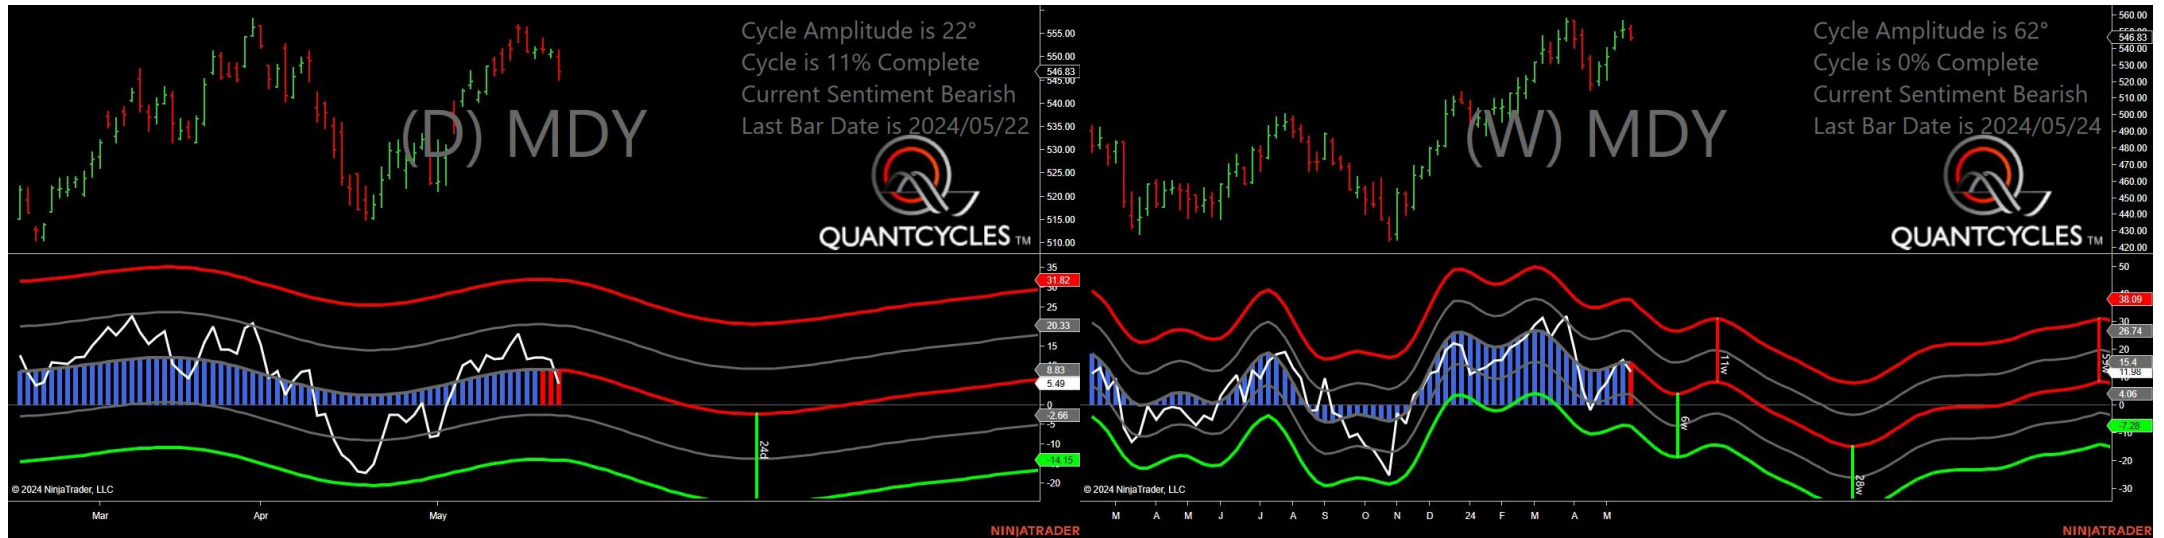 Cycle Amplitude is 22°
Cycle is 11% Complete
Current Sentiment Bearish
Last Bar Date is 2024/05/22
(D) MDY
QUANTCYCLES TM
555.00
550.00
546.83
545.00
540.00
535.00
530.00
525.00
520.00
515.00
510.00
35
31.82
30
25
20.33
15
8.83
5.49
0
-2.66
-5
-10
-14.15
-20
24d
© 2024 NinjaTrader, LLC
Mar Apr May
NINJATRADER
Cycle Amplitude is 62°
Cycle is 0% Complete
Current Sentiment Bearish
Last Bar Date is 2024/05/24
(W) MDY
QUANTCYCLES TM
560.00
546.83
540.00
530.00
520.00
510.00
500.00
490.00
480.00
470.00
460.00
450.00
440.00
430.00
420.00
50
38.09
30
26.74
20
15.4
11.98
4.06
0
-7.28
-10
-20
-30
6w
11w
28w
© 2024 NinjaTrader, LLC
M A M J J A S O N D 24 F M A M
NINJATRADER